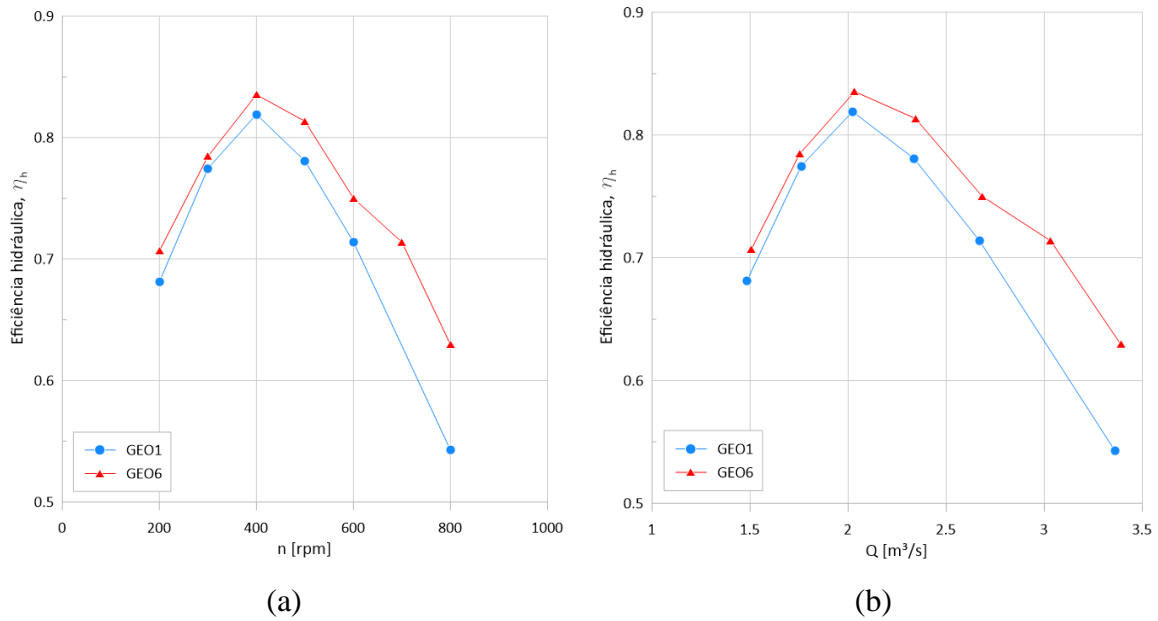 0.9
0.8
0.7
0.6
0.5
Eficiência hidráulica, η_h
GEO1
GEO6
0 200 400 600 800 1000
n [rpm]
(a)
0.9
0.8
0.7
0.6
0.5
Eficiência hidráulica, η_h
GEO1
GEO6
1 1.5 2 2.5 3 3.5
Q [m³/s]
(b)